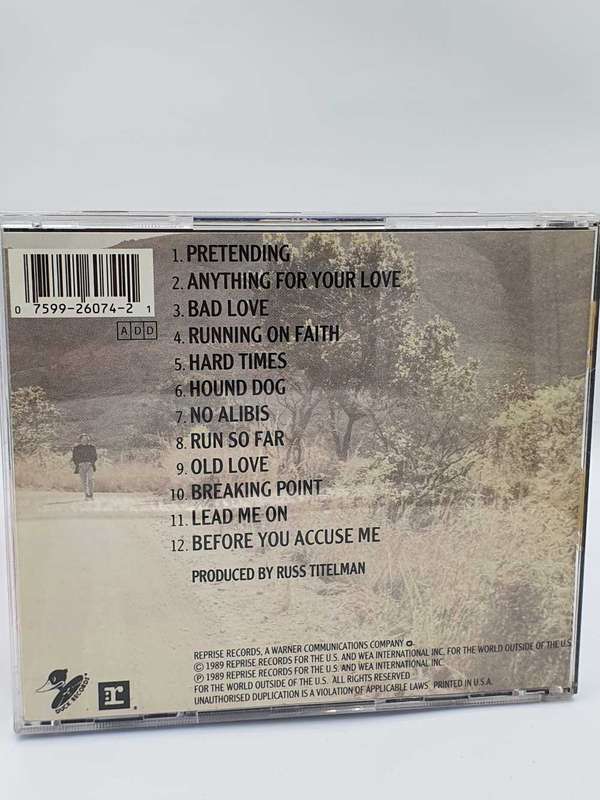 0 7599-26074-2 1
A D D
1. PRETENDING
2. ANYTHING FOR YOUR LOVE
3. BAD LOVE
4. RUNNING ON FAITH
5. HARD TIMES
6. HOUND DOG
7. NO ALIBIS
8. RUN SO FAR
9. OLD LOVE
10. BREAKING POINT
11. LEAD ME ON
12. BEFORE YOU ACCUSE ME
PRODUCED BY RUSS TITELMAN
REPRISE RECORDS, A WARNER COMMUNICATIONS COMPANY
© 1989 REPRISE RECORDS FOR THE U.S. AND WEA INTERNATIONAL INC. FOR THE WORLD OUTSIDE OF THE U.S
℗ 1989 REPRISE RECORDS FOR THE U.S. AND WEA INTERNATIONAL INC
FOR THE WORLD OUTSIDE OF THE U.S. ALL RIGHTS RESERVED
UNAUTHORISED DUPLICATION IS A VIOLATION OF APPLICABLE LAWS. PRINTED IN U.S.A.
DUCK RECORDS
r ®